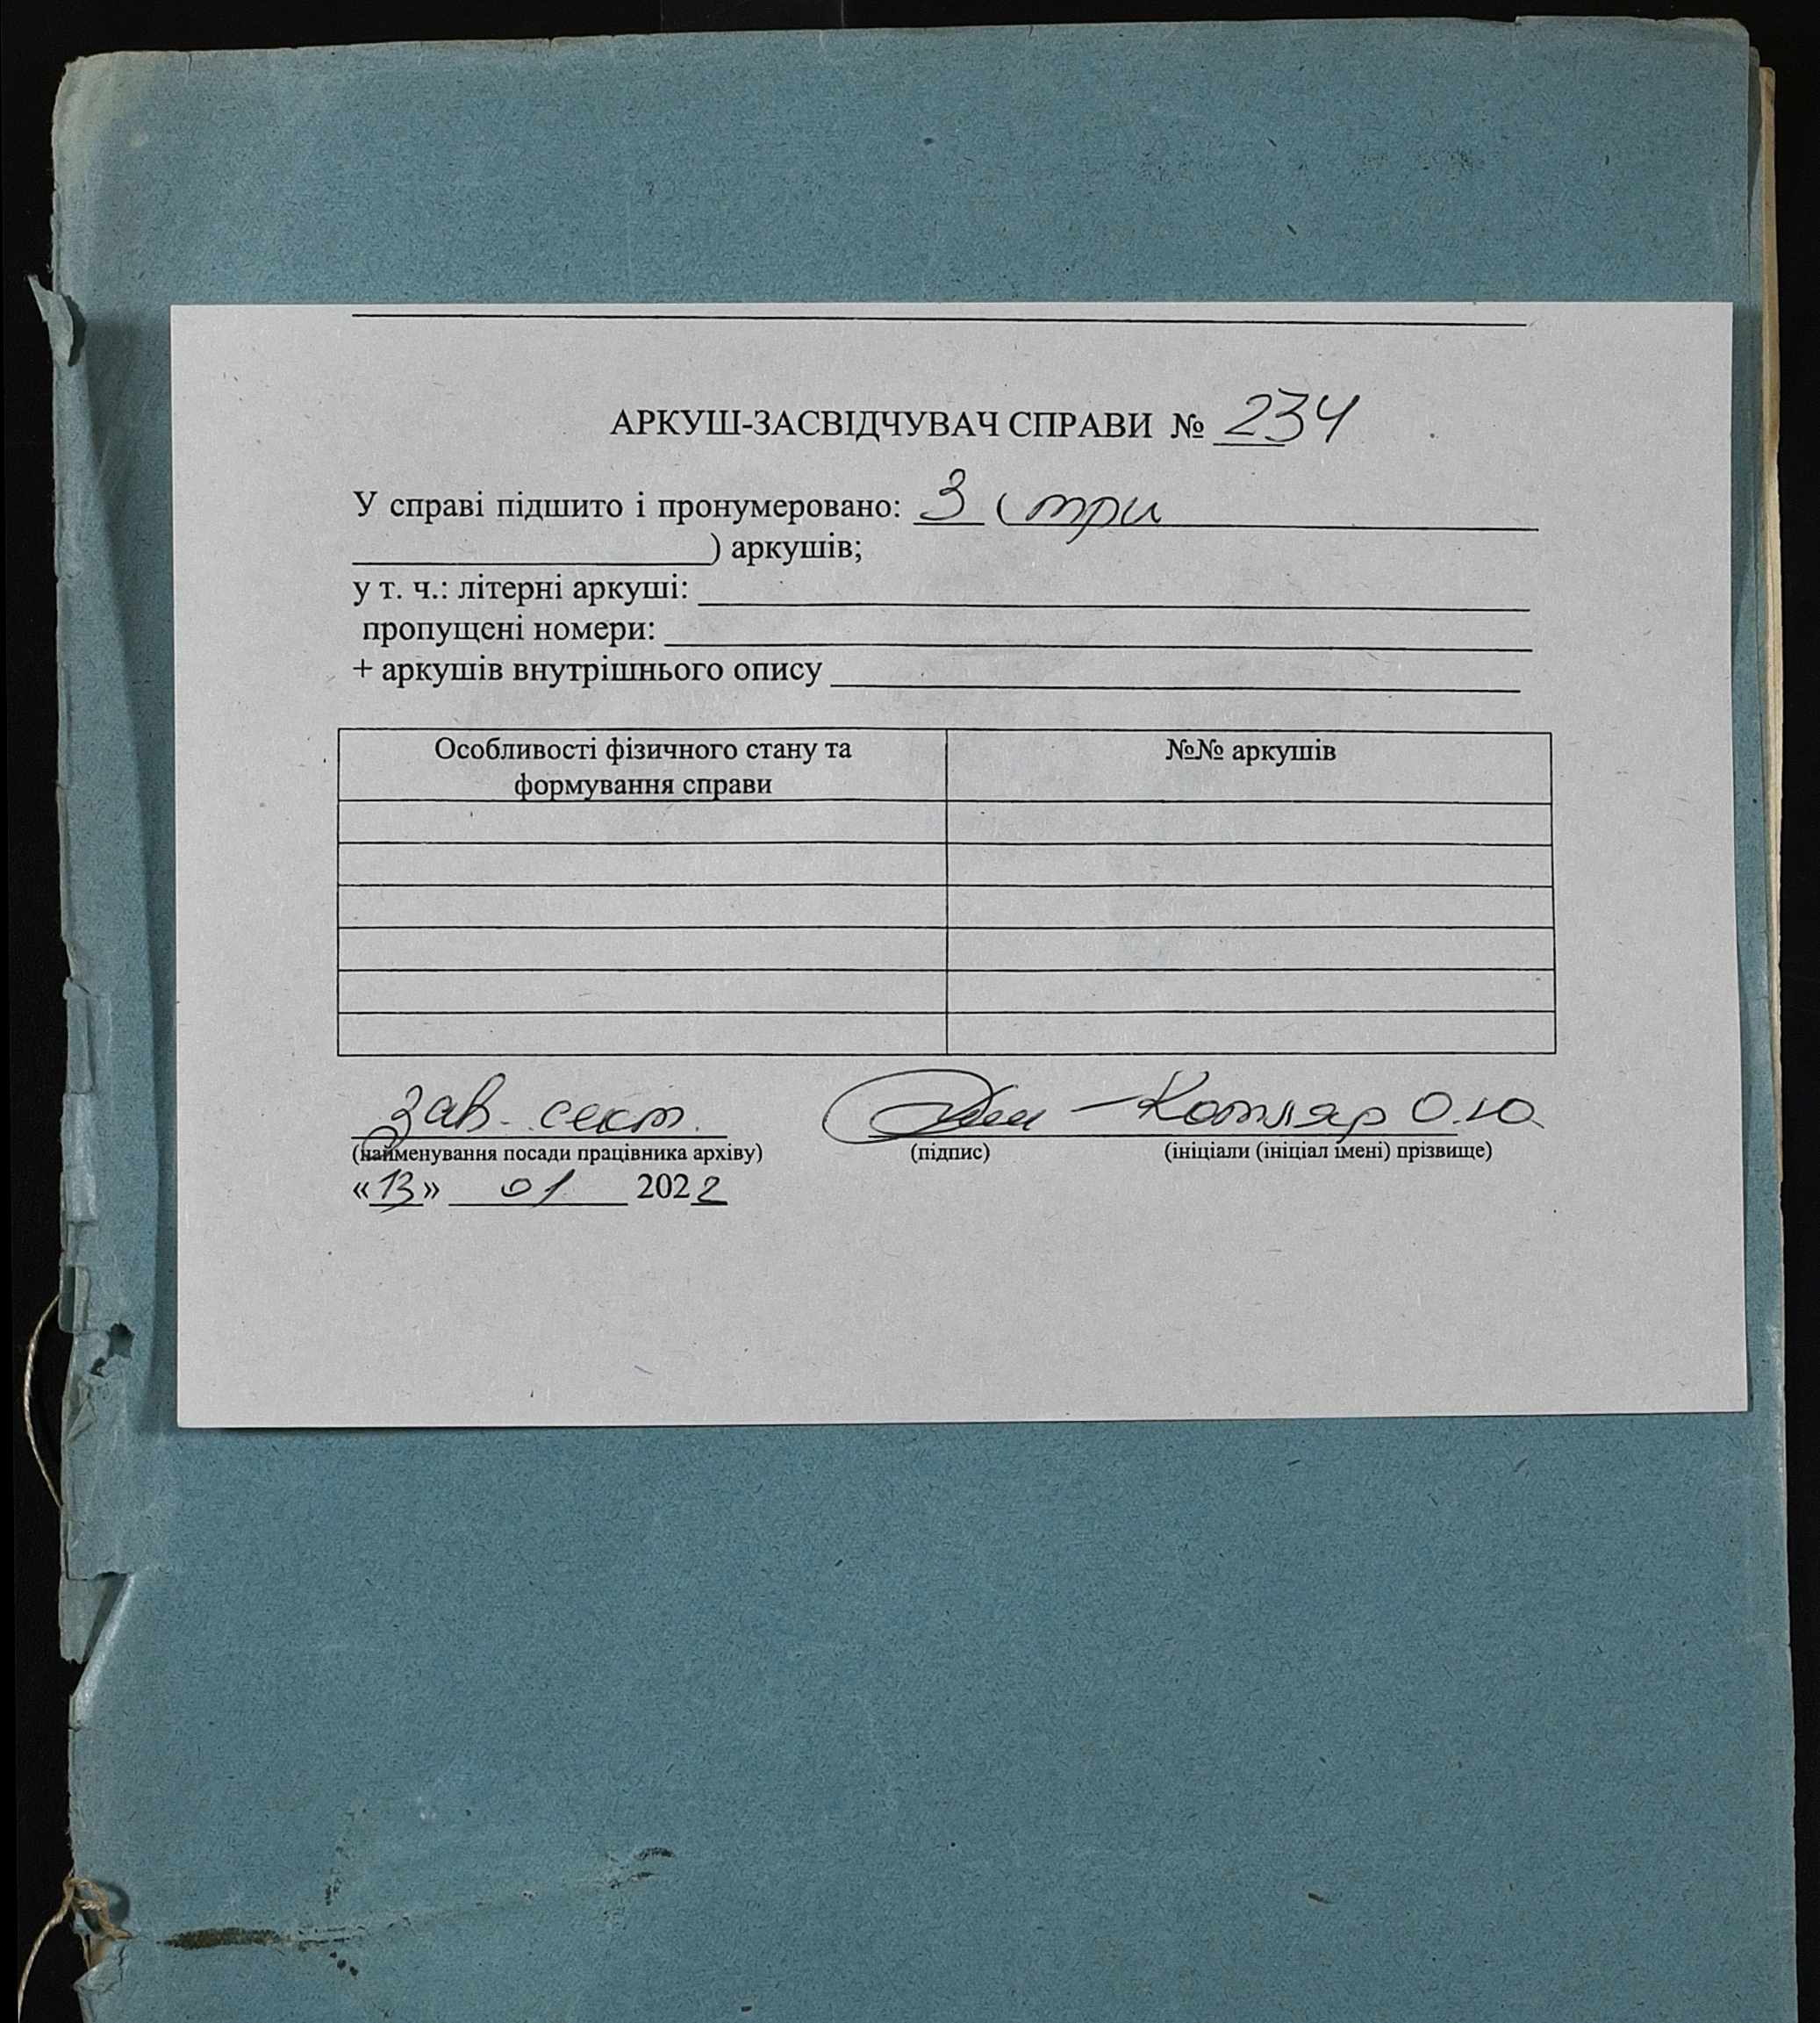 АРКУШ-ЗАСВІДЧУВАЧ СПРАВИ № 234
У справі підшито і пронумеровано: 3 (три
) аркушів;
у т. ч.: літерні аркуші:
пропущені номери:
+ аркушів внутрішнього опису
Особливості фізичного стану та
формування справи
№№ аркушів
Зав. сект. Котляр О.Ю.
(найменування посади працівника архіву) (підпис) (ініціали (ініціал імені) прізвище)
«13» 01 2022